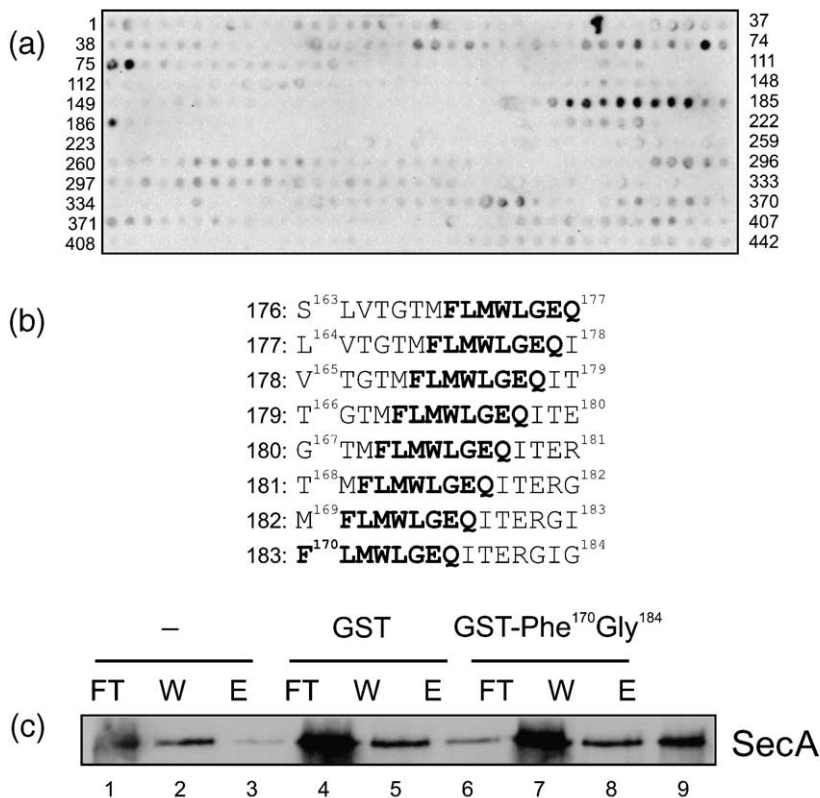 (a)
1 37
38 74
75 111
112 148
149 185
186 222
223 259
260 296
297 333
334 370
371 407
408 442
(b)
176: S¹⁶³LVTGTMFLMWLGEQ¹⁷⁷
177: L¹⁶⁴VTGTMFLMWLGEQI¹⁷⁸
178: V¹⁶⁵TGTMFLMWLGEQIT¹⁷⁹
179: T¹⁶⁶GTMFLMWLGEQITE¹⁸⁰
180: G¹⁶⁷TMFLMWLGEQITER¹⁸¹
181: T¹⁶⁸MFLMWLGEQITERG¹⁸²
182: M¹⁶⁹FLMWLGEQITERGI¹⁸³
183: F¹⁷⁰LMWLGEQITERGIG¹⁸⁴
– GST GST-Phe¹⁷⁰Gly¹⁸⁴
FT W E FT W E FT W E
(c)
SecA
1 2 3 4 5 6 7 8 9